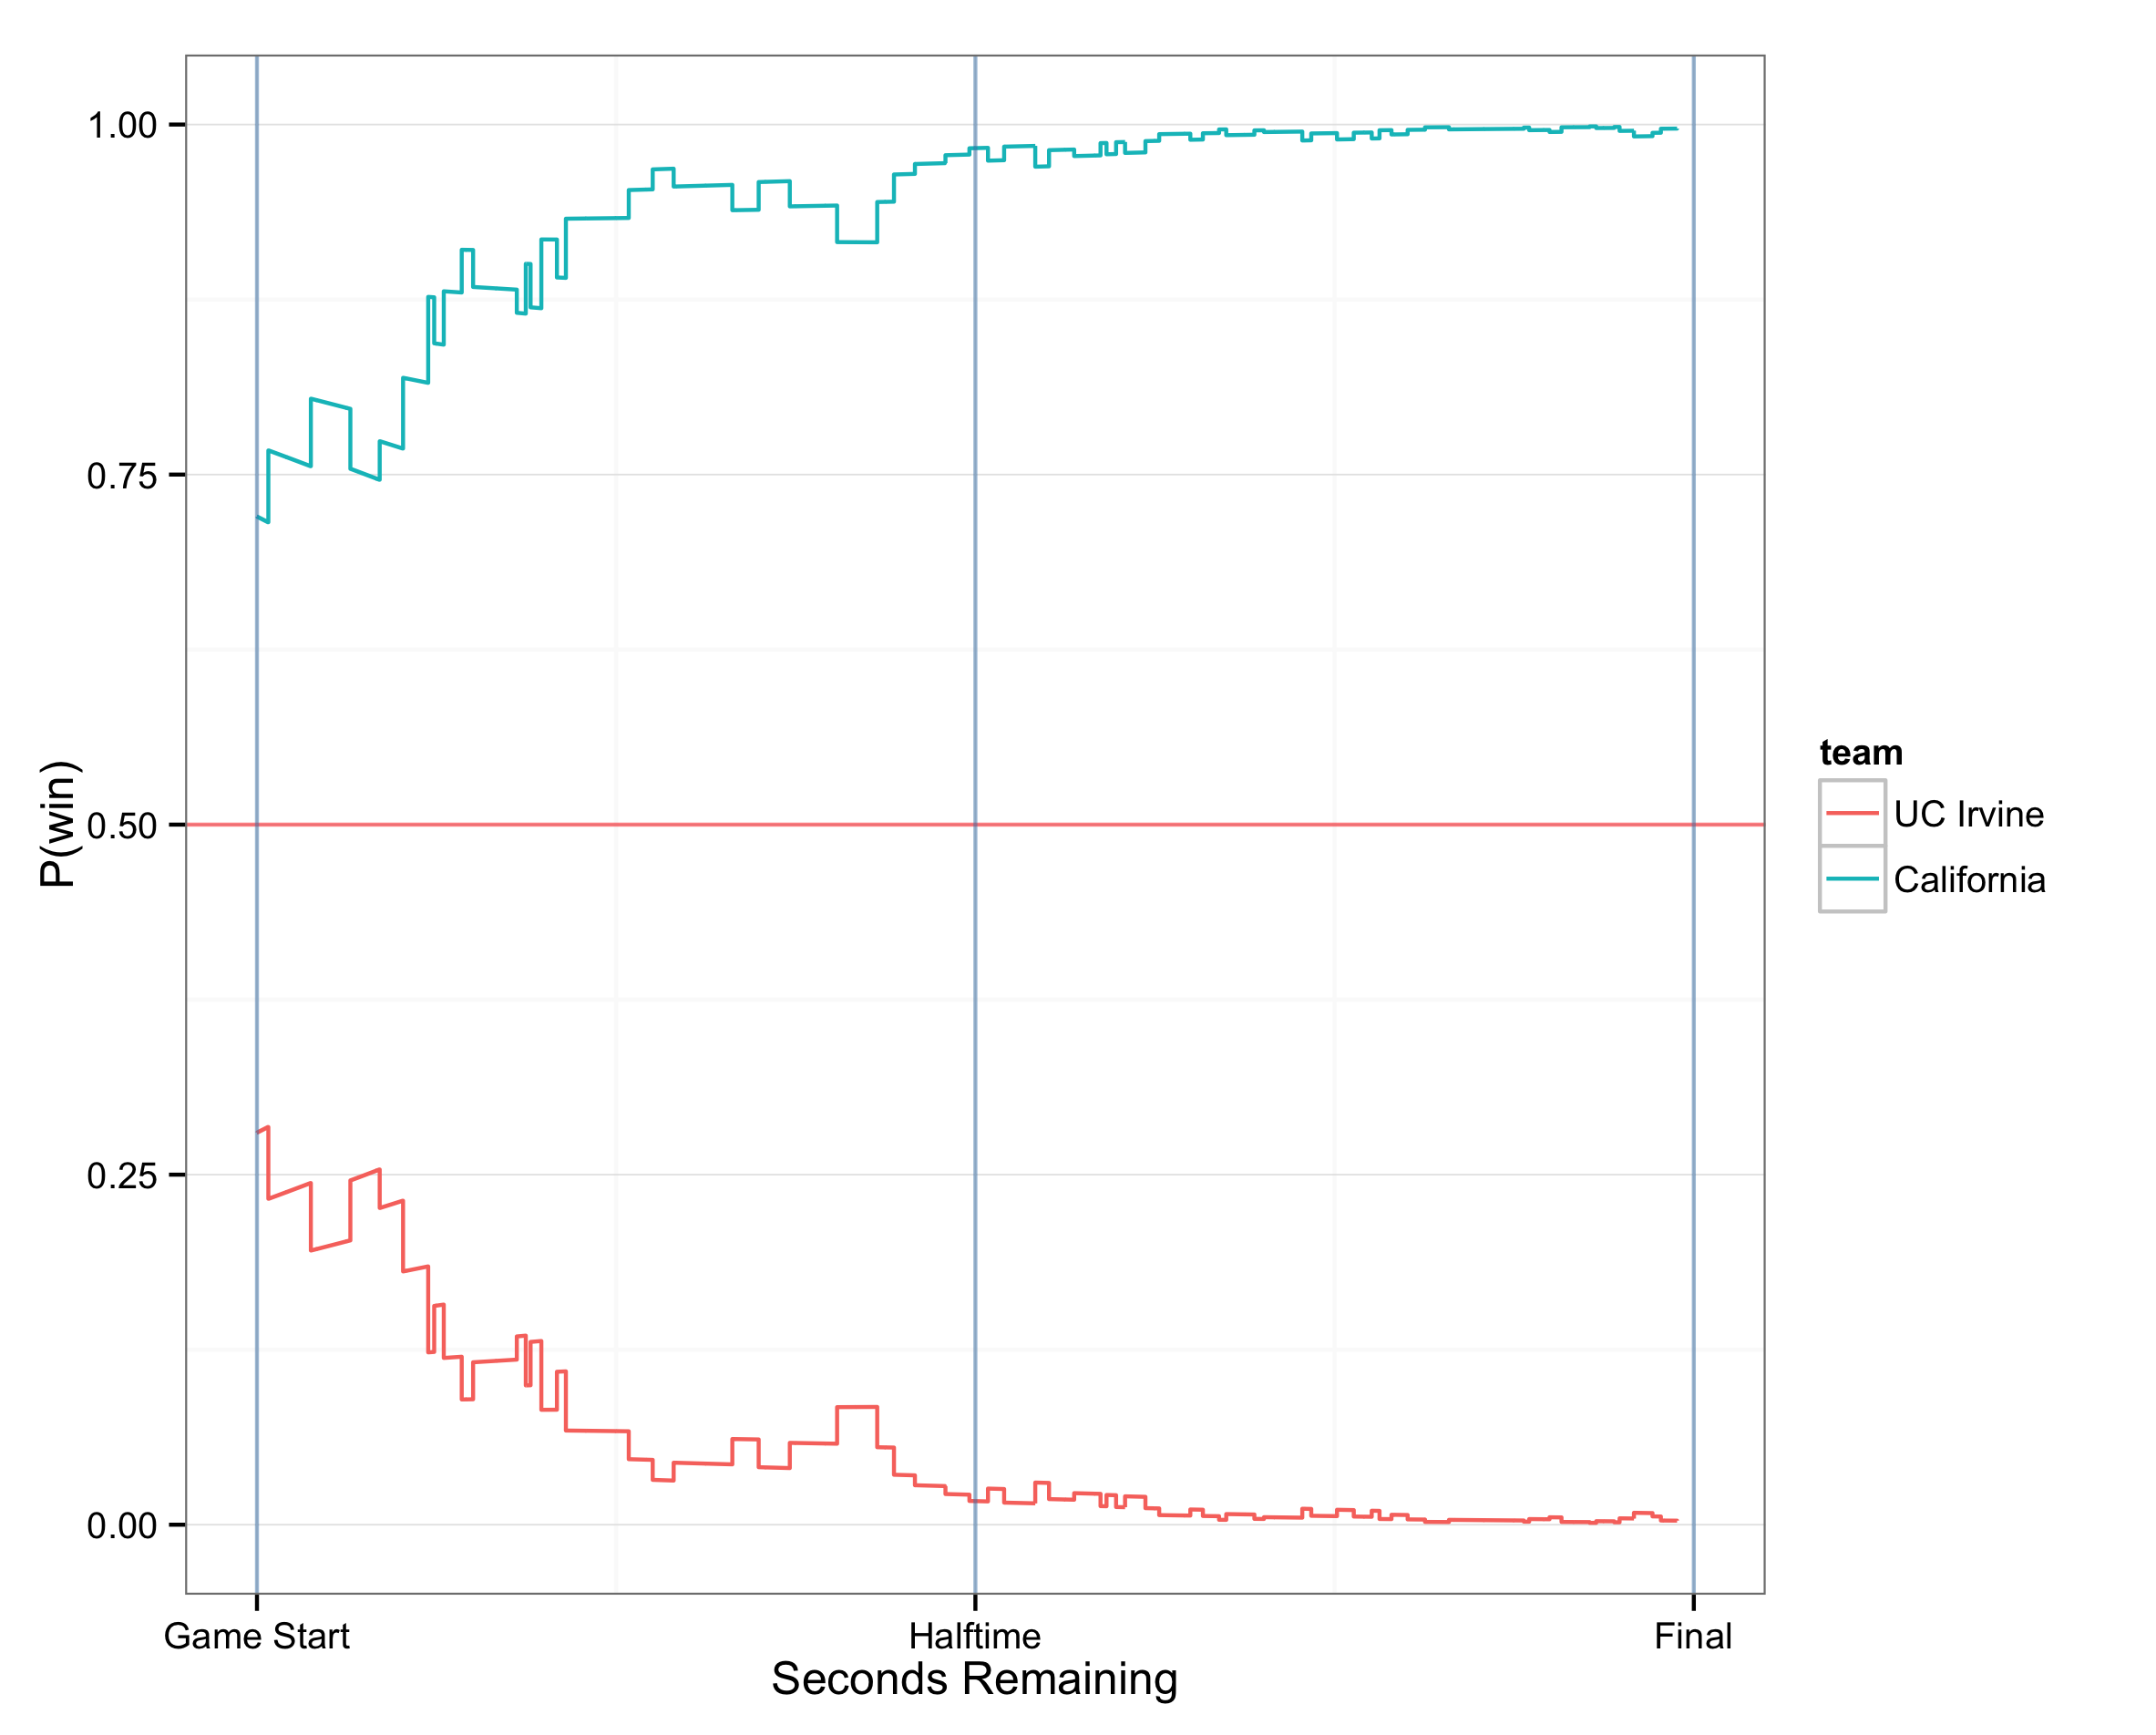 1.00
0.75
0.50
0.25
0.00
P(win)
Game Start
Halftime
Final
Seconds Remaining
team
UC Irvine
California